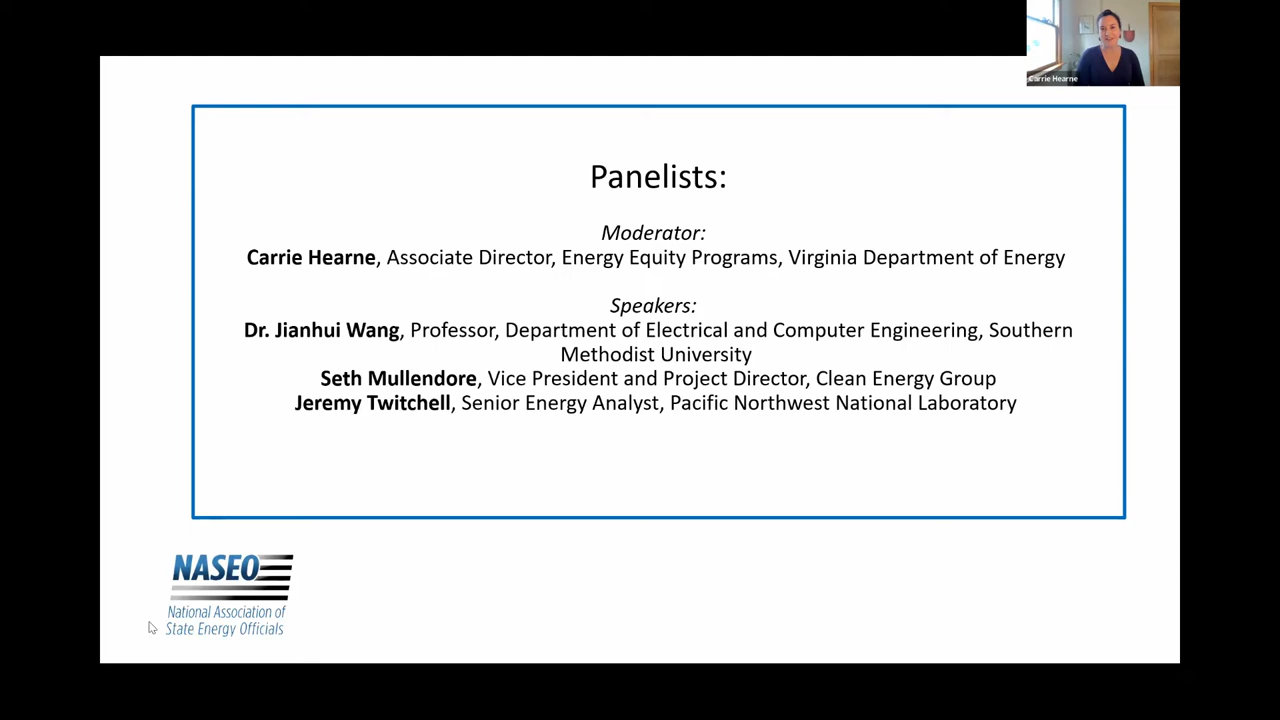 Carrie Hearne
Panelists:
Moderator:
Carrie Hearne, Associate Director, Energy Equity Programs, Virginia Department of Energy
Speakers:
Dr. Jianhui Wang, Professor, Department of Electrical and Computer Engineering, Southern
Methodist University
Seth Mullendore, Vice President and Project Director, Clean Energy Group
Jeremy Twitchell, Senior Energy Analyst, Pacific Northwest National Laboratory
NASEO
National Association of
State Energy Officials